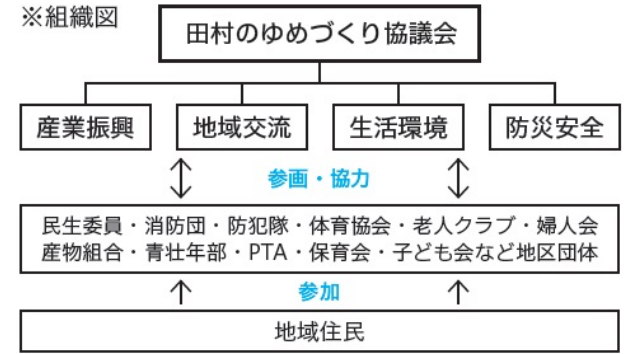 ※組織図
田村のゆめづくり協議会
産業振興
地域交流
生活環境
防災安全
参画・協力
民生委員・消防団・防犯隊・体育協会・老人クラブ・婦人会
産物組合・青壮年部・PTA・保育会・子ども会など地区団体
参加
地域住民